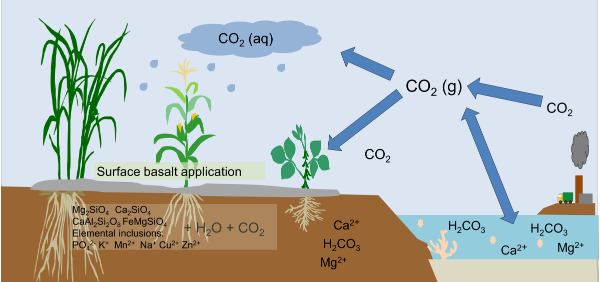 CO₂ (aq)
CO₂ (g)
CO₂
CO₂
Surface basalt application
Mg₂SiO₄ Ca₂SiO₄
CaAl₂Si₂O₈ FeMgSiO₄
Elemental inclusions:
PO₄²⁻ K⁺ Mn²⁺ Na⁺ Cu²⁺ Zn²⁺
+ H₂O + CO₂
Ca²⁺
H₂CO₃
Mg²⁺
H₂CO₃
H₂CO₃
Ca²⁺
Mg²⁺